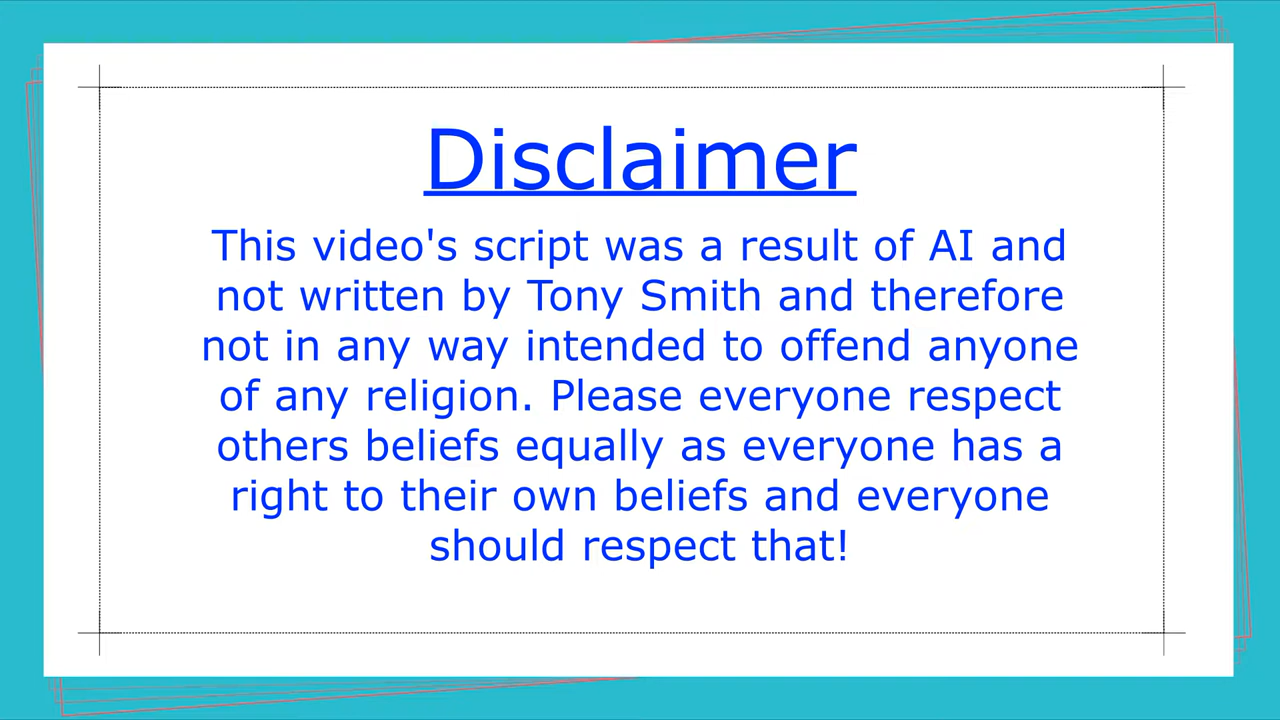 Disclaimer
This video's script was a result of AI and
not written by Tony Smith and therefore
not in any way intended to offend anyone
of any religion. Please everyone respect
others beliefs equally as everyone has a
right to their own beliefs and everyone
should respect that!